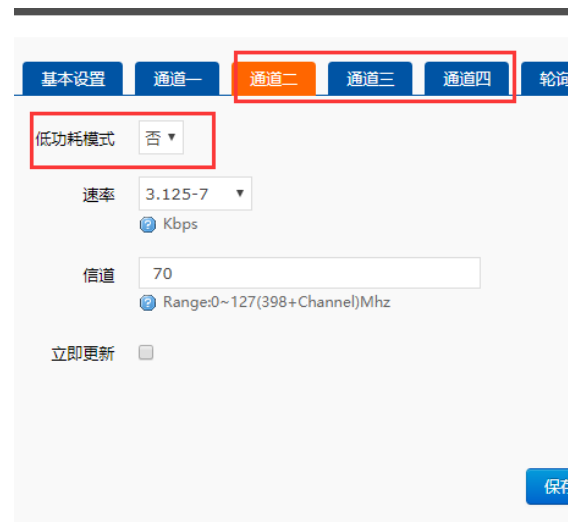 基本设置 通道一 通道二 通道三 通道四 轮询
低功耗模式 否
速率 3.125-7
Kbps
信道 70
Range:0~127(398+Channel)Mhz
立即更新
保存